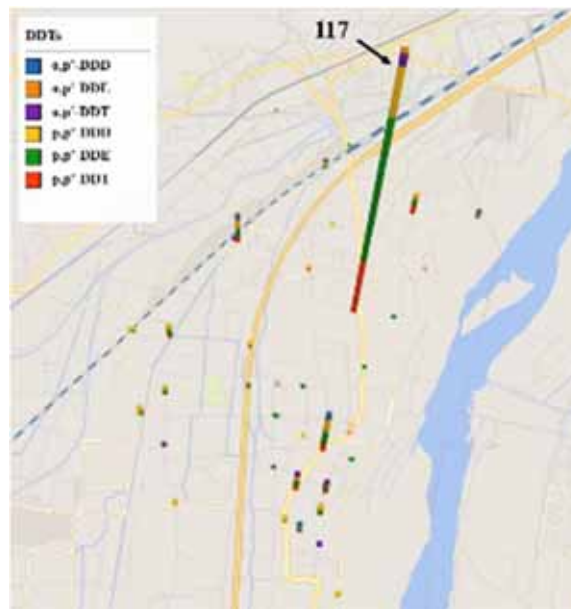 DDTs
117
o,p'-DDD
o,p' DDE
o,p'-DDT
p,p' DDD
p,p' DDE
p,p' DDT